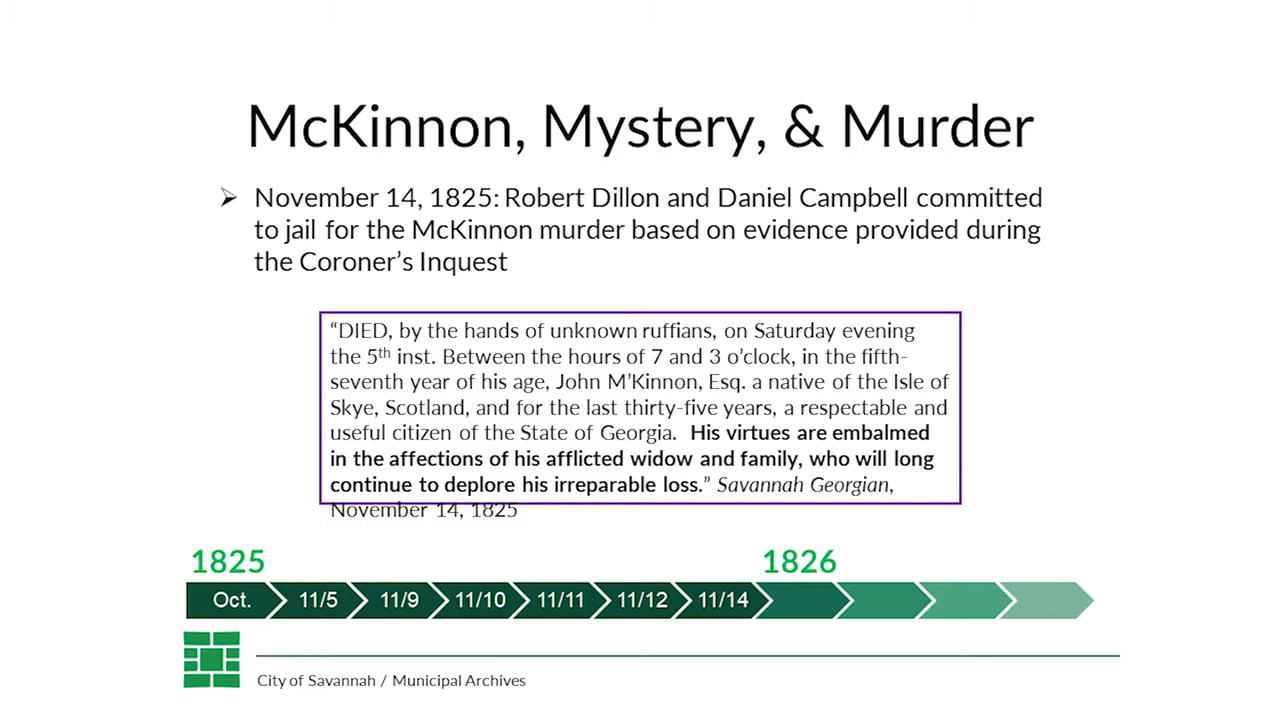 McKinnon, Mystery, & Murder
November 14, 1825: Robert Dillon and Daniel Campbell committed
to jail for the McKinnon murder based on evidence provided during
the Coroner’s Inquest
“DIED, by the hands of unknown ruffians, on Saturday evening
the 5th inst. Between the hours of 7 and 3 o’clock, in the fifth-
seventh year of his age, John M’Kinnon, Esq. a native of the Isle of
Skye, Scotland, and for the last thirty-five years, a respectable and
useful citizen of the State of Georgia. His virtues are embalmed
in the affections of his afflicted widow and family, who will long
continue to deplore his irreparable loss.” Savannah Georgian,
November 14, 1825
1825 1826
Oct. 11/5 11/9 11/10 11/11 11/12 11/14
City of Savannah / Municipal Archives